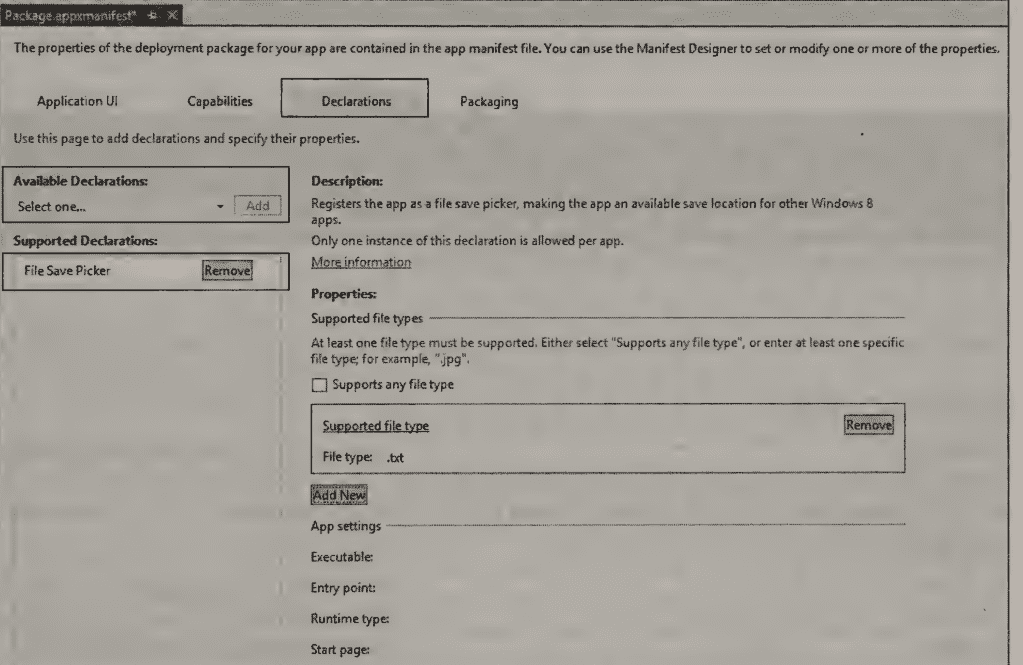 Package.appxmanifest*
The properties of the deployment package for your app are contained in the app manifest file. You can use the Manifest Designer to set or modify one or more of the properties.
Application UI Capabilities Declarations Packaging
Use this page to add declarations and specify their properties.
Available Declarations:
Select one... Add
Supported Declarations:
File Save Picker Remove
Description:
Registers the app as a file save picker, making the app an available save location for other Windows 8
apps.
Only one instance of this declaration is allowed per app.
More information
Properties:
Supported file types
At least one file type must be supported. Either select "Supports any file type", or enter at least one specific
file type; for example, ".jpg".
Supports any file type
Supported file type Remove
File type: .txt
Add New
App settings
Executable:
Entry point:
Runtime type:
Start page: